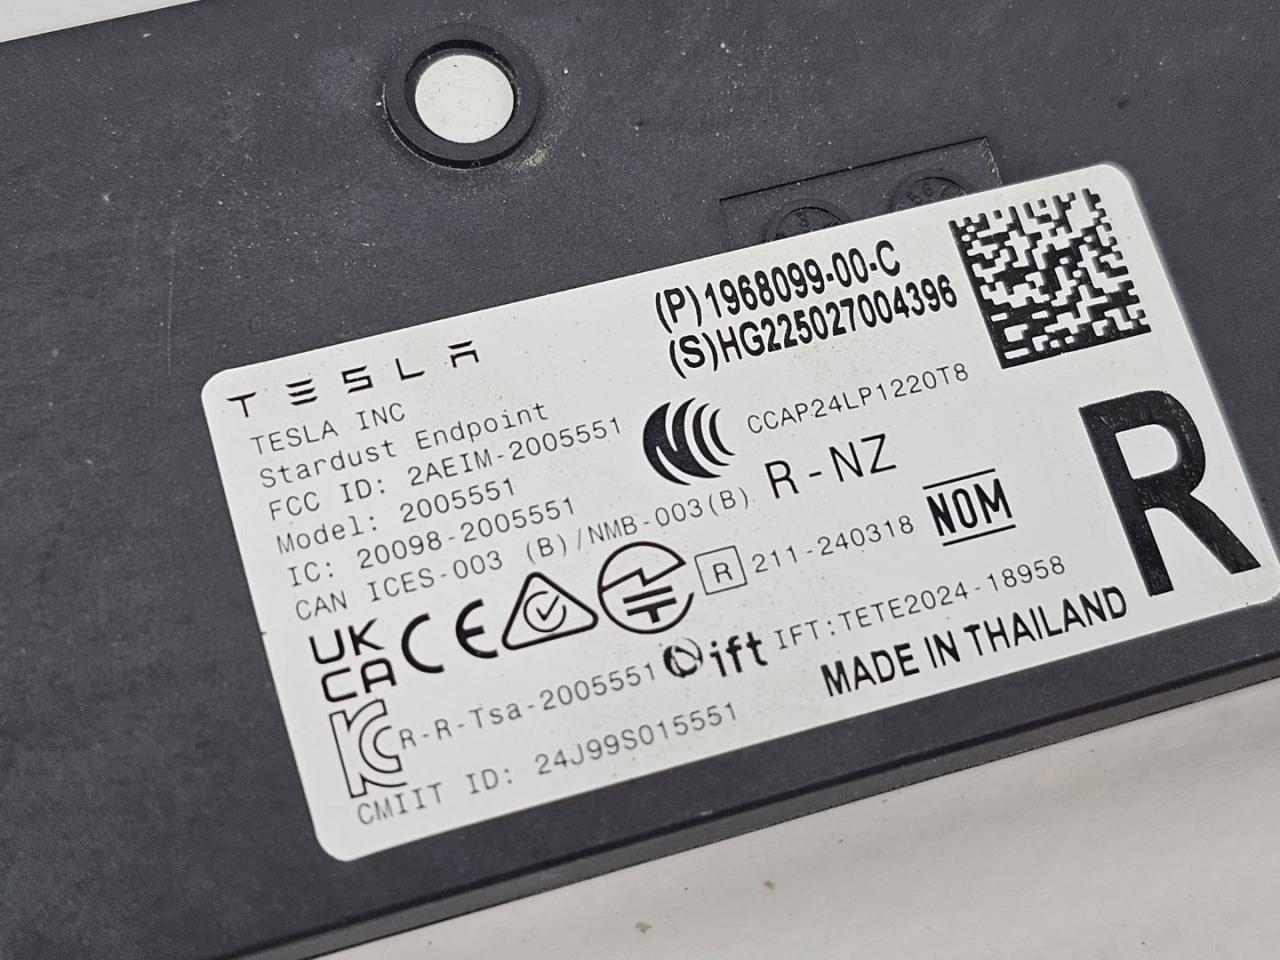 (P)1968099-00-C
(S)HG225027004396
TESLA
TESLA INC
Stardust Endpoint
FCC ID: 2AEIM-2005551
Model: 2005551
IC: 20098-2005551
CAN ICES-003 (B)/NMB-003(B)
CCAP24LP1220T8
R-NZ
R 211-240318
NOM
UK
CA
CE
R-R-Tsa-2005551
ift IFT:TETE2024-18958
CMIIT ID: 24J99S015551
MADE IN THAILAND
R